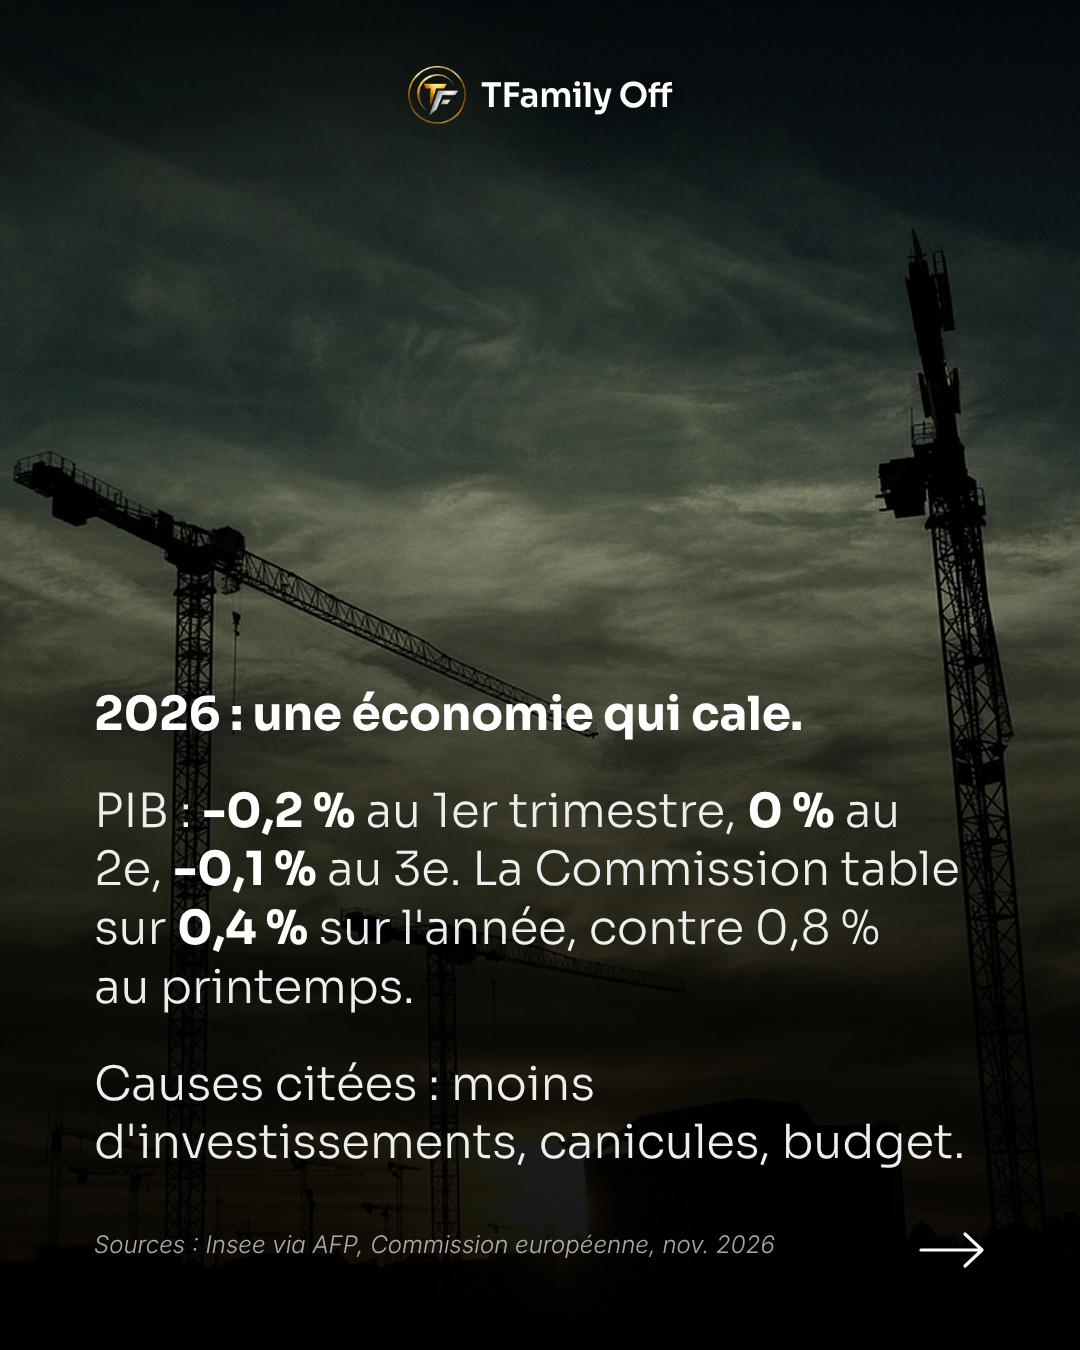 TFamily Off
2026 : une économie qui cale.
PIB : –0,2 % au 1er trimestre, 0 % au
2e, –0,1 % au 3e. La Commission table
sur 0,4 % sur l'année, contre 0,8 %
au printemps.
Causes citées : moins
d'investissements, canicules, budget.
Sources : Insee via AFP, Commission européenne, nov. 2026